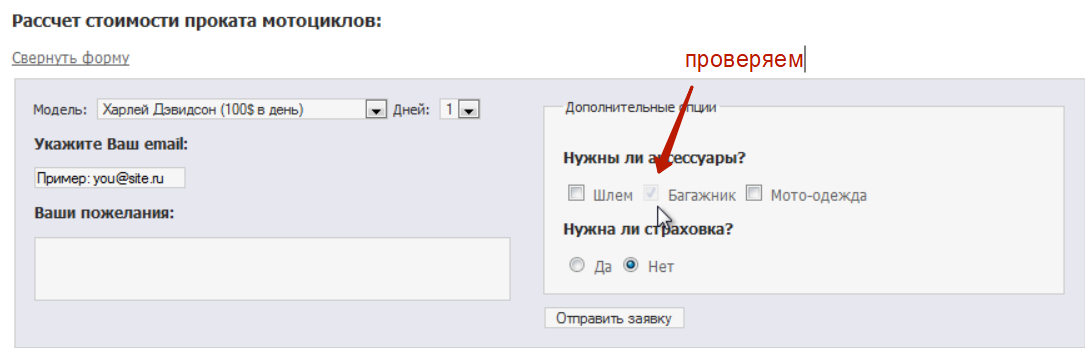 Рассчет стоимости проката мотоциклов:
Свернуть форму
проверяем
Модель: Харлей Дэвидсон (100$ в день) Дней: 1
Укажите Ваш email:
Пример: you@site.ru
Ваши пожелания:
Дополнительные опции
Нужны ли аксессуары?
Шлем Багажник Мото-одежда
Нужна ли страховка?
Да Нет
Отправить заявку